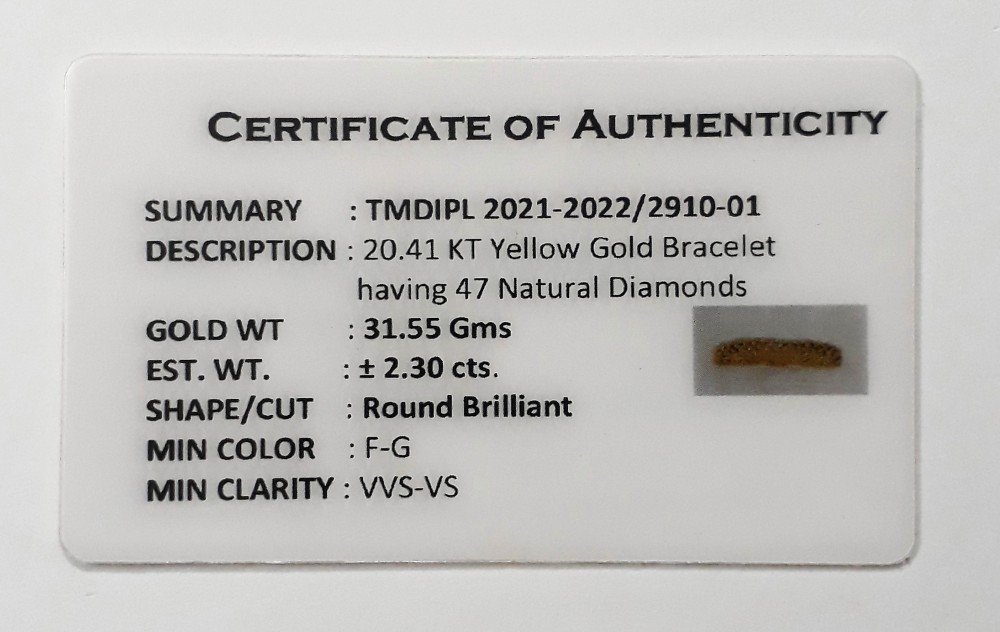 CERTIFICATE OF AUTHENTICITY
SUMMARY : TMDIPL 2021-2022/2910-01
DESCRIPTION : 20.41 KT Yellow Gold Bracelet
having 47 Natural Diamonds
GOLD WT : 31.55 Gms
EST. WT. : ± 2.30 cts.
SHAPE/CUT : Round Brilliant
MIN COLOR : F-G
MIN CLARITY : VVS-VS